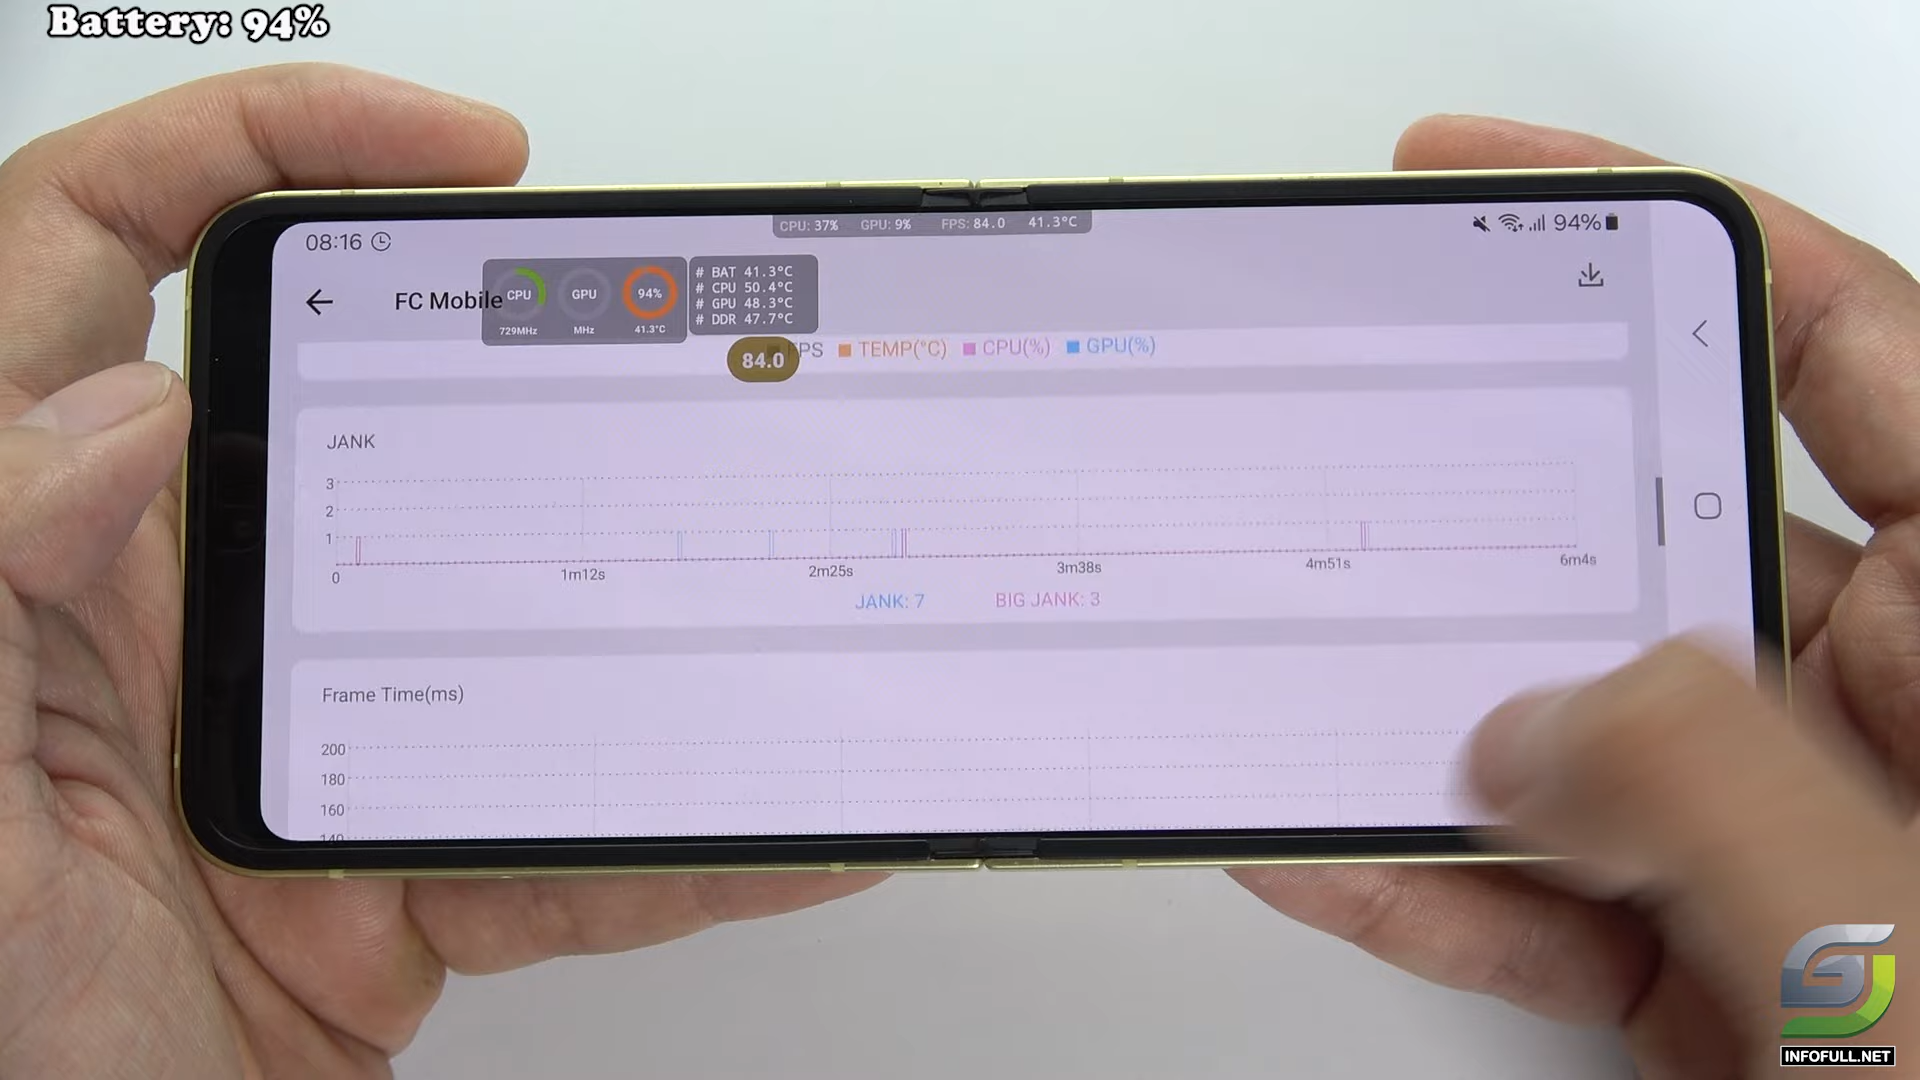 Battery: 94%
CPU: 37% GPU: 9% FPS: 84.0 41.3°C
08:16
94%
FC Mobile
CPU
GPU
94%
729MHz
MHz
41.3°C
# BAT 41.3°C
# CPU 50.4°C
# GPU 48.3°C
# DDR 47.7°C
84.0
TEMP(°C) CPU(%) GPU(%)
JANK
3
2
1
0 1m12s 2m25s 3m38s 4m51s 6m4s
JANK: 7 BIG JANK: 3
Frame Time(ms)
200
180
160
140
INFOFULL.NET